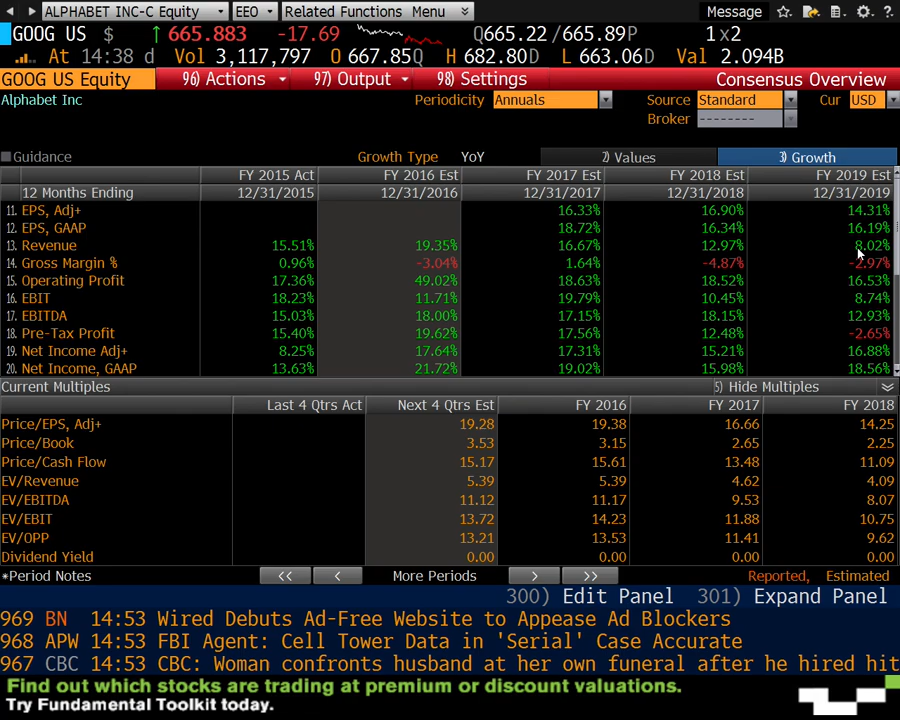 ALPHABET INC-C Equity EEO Related Functions Menu Message
GOOG US $ 665.883 -17.69 Q665.22/665.89P 1x2
At 14:38 d Vol 3,117,797 O 667.85Q H 682.80D L 663.06D Val 2.094B
GOOG US Equity 96) Actions 97) Output 98) Settings Consensus Overview
Alphabet Inc Periodicity Annuals Source Standard Cur USD
Broker --------
Guidance Growth Type YoY 2) Values 3) Growth
FY 2015 Act FY 2016 Est FY 2017 Est FY 2018 Est FY 2019 Est
12 Months Ending 12/31/2015 12/31/2016 12/31/2017 12/31/2018 12/31/2019
11. EPS, Adj+ 16.33% 16.90% 14.31%
12. EPS, GAAP 18.72% 16.34% 16.19%
13. Revenue 15.51% 19.35% 16.67% 12.97% 8.02%
14. Gross Margin % 0.96% -3.04% 1.64% -4.87% -2.97%
15. Operating Profit 17.36% 49.02% 18.63% 18.52% 16.53%
16. EBIT 18.23% 11.71% 19.79% 10.45% 8.74%
17. EBITDA 15.03% 18.00% 17.15% 18.15% 12.93%
18. Pre-Tax Profit 15.40% 19.62% 17.56% 12.48% -2.65%
19. Net Income Adj+ 8.25% 17.64% 17.31% 15.21% 16.88%
20. Net Income, GAAP 13.63% 21.72% 19.02% 15.98% 18.56%
Current Multiples 5) Hide Multiples
Last 4 Qtrs Act Next 4 Qtrs Est FY 2016 FY 2017 FY 2018
Price/EPS, Adj+ 19.28 19.38 16.66 14.25
Price/Book 3.53 3.15 2.65 2.25
Price/Cash Flow 15.17 15.61 13.48 11.09
EV/Revenue 5.39 5.39 4.62 4.09
EV/EBITDA 11.12 11.17 9.53 8.07
EV/EBIT 13.72 14.23 11.88 10.75
EV/OPP 13.21 13.53 11.41 9.62
Dividend Yield 0.00 0.00 0.00 0.00
*Period Notes << < More Periods > >> Reported, Estimated
300) Edit Panel 301) Expand Panel
969 BN 14:53 Wired Debuts Ad-Free Website to Appease Ad Blockers
968 APW 14:53 FBI Agent: Cell Tower Data in 'Serial' Case Accurate
967 CBC 14:53 CBC: Woman confronts husband at her own funeral after he hired hit
Find out which stocks are trading at premium or discount valuations.
Try Fundamental Toolkit today.